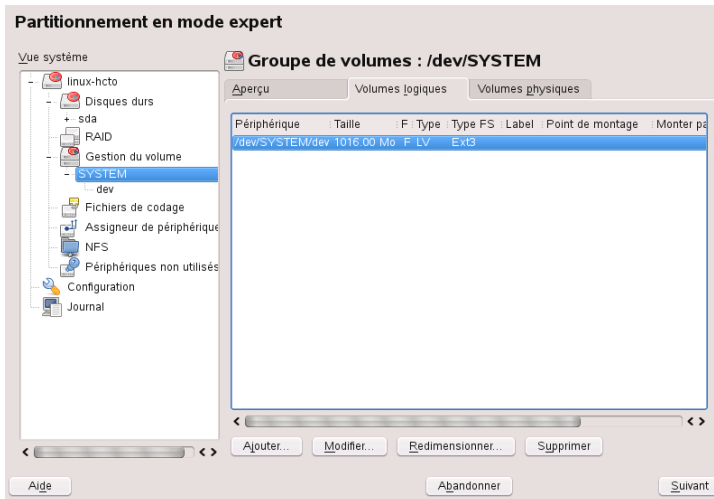 Partitionnement en mode expert
Vue système
linux-hcto
Disques durs
sda
RAID
Gestion du volume
SYSTEM
dev
Fichiers de codage
Assigneur de périphérique
NFS
Périphériques non utilisés
Configuration
Journal
Groupe de volumes : /dev/SYSTEM
Aperçu Volumes logiques Volumes physiques
Périphérique Taille F Type Type FS Label Point de montage Monter pa
/dev/SYSTEM/dev 1016.00 Mo F LV Ext3
Ajouter... Modifier... Redimensionner... Supprimer
Aide Abandonner Suivant